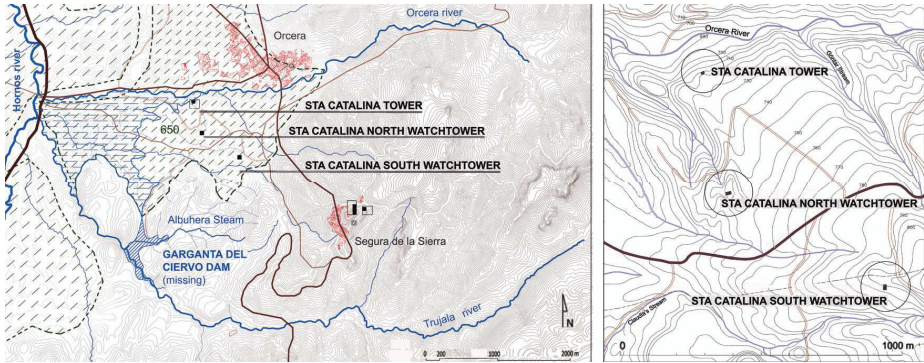 Orcera river
Orcera
Hornos river
STA CATALINA TOWER
650
STA CATALINA NORTH WATCHTOWER
STA CATALINA SOUTH WATCHTOWER
Albuhera Steam
GARGANTA DEL
CIERVO DAM
(missing)
Segura de la Sierra
Trujala river
N
0 200 1000 2000 m
Orcera River
STA CATALINA TOWER
740
STA CATALINA NORTH WATCHTOWER
STA CATALINA SOUTH WATCHTOWER
0 1000 m